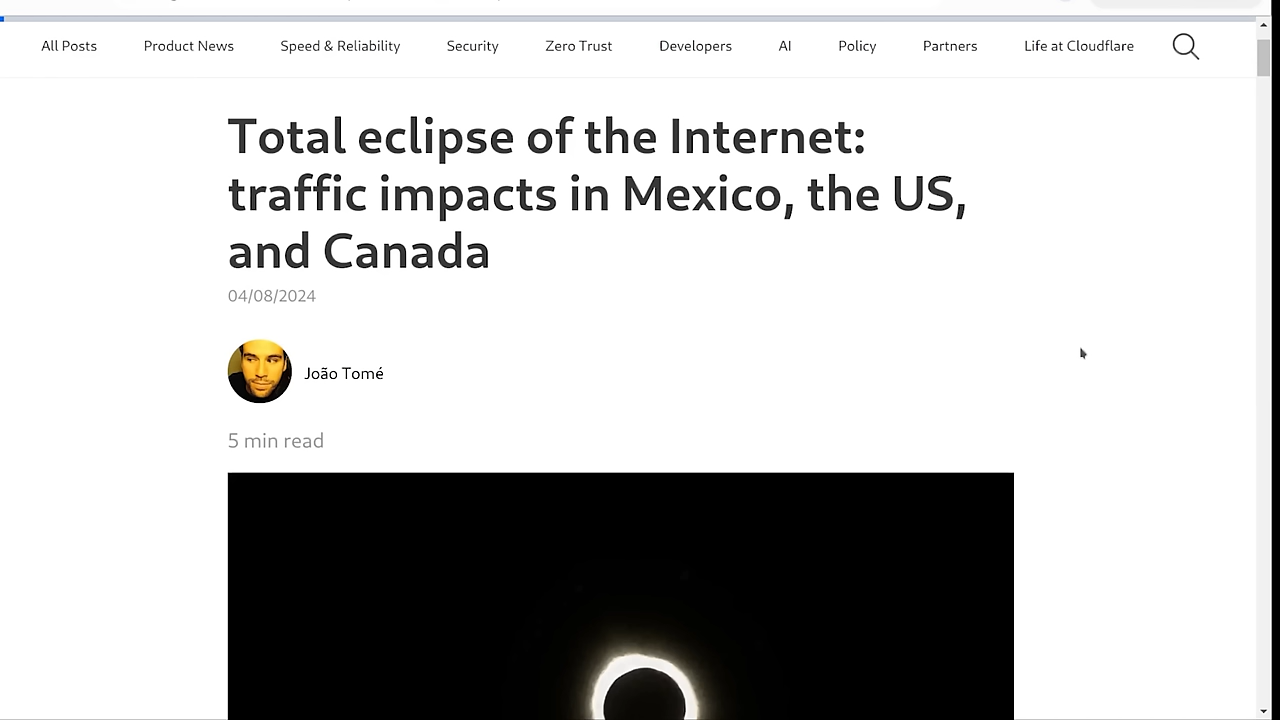 All Posts Product News Speed & Reliability Security Zero Trust Developers AI Policy Partners Life at Cloudflare
Total eclipse of the Internet:
traffic impacts in Mexico, the US,
and Canada
04/08/2024
João Tomé
5 min read